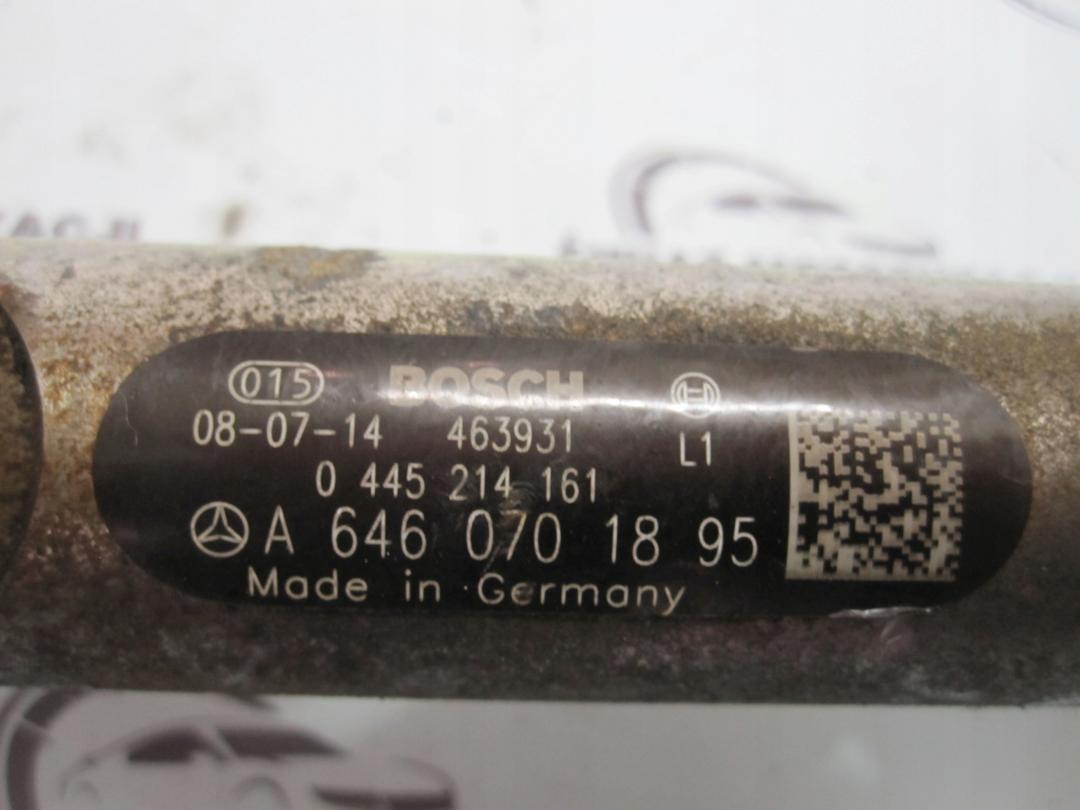 015 BOSCH
08-07-14 463931 L1
0 445 214 161
A 646 070 18 95
Made in Germany